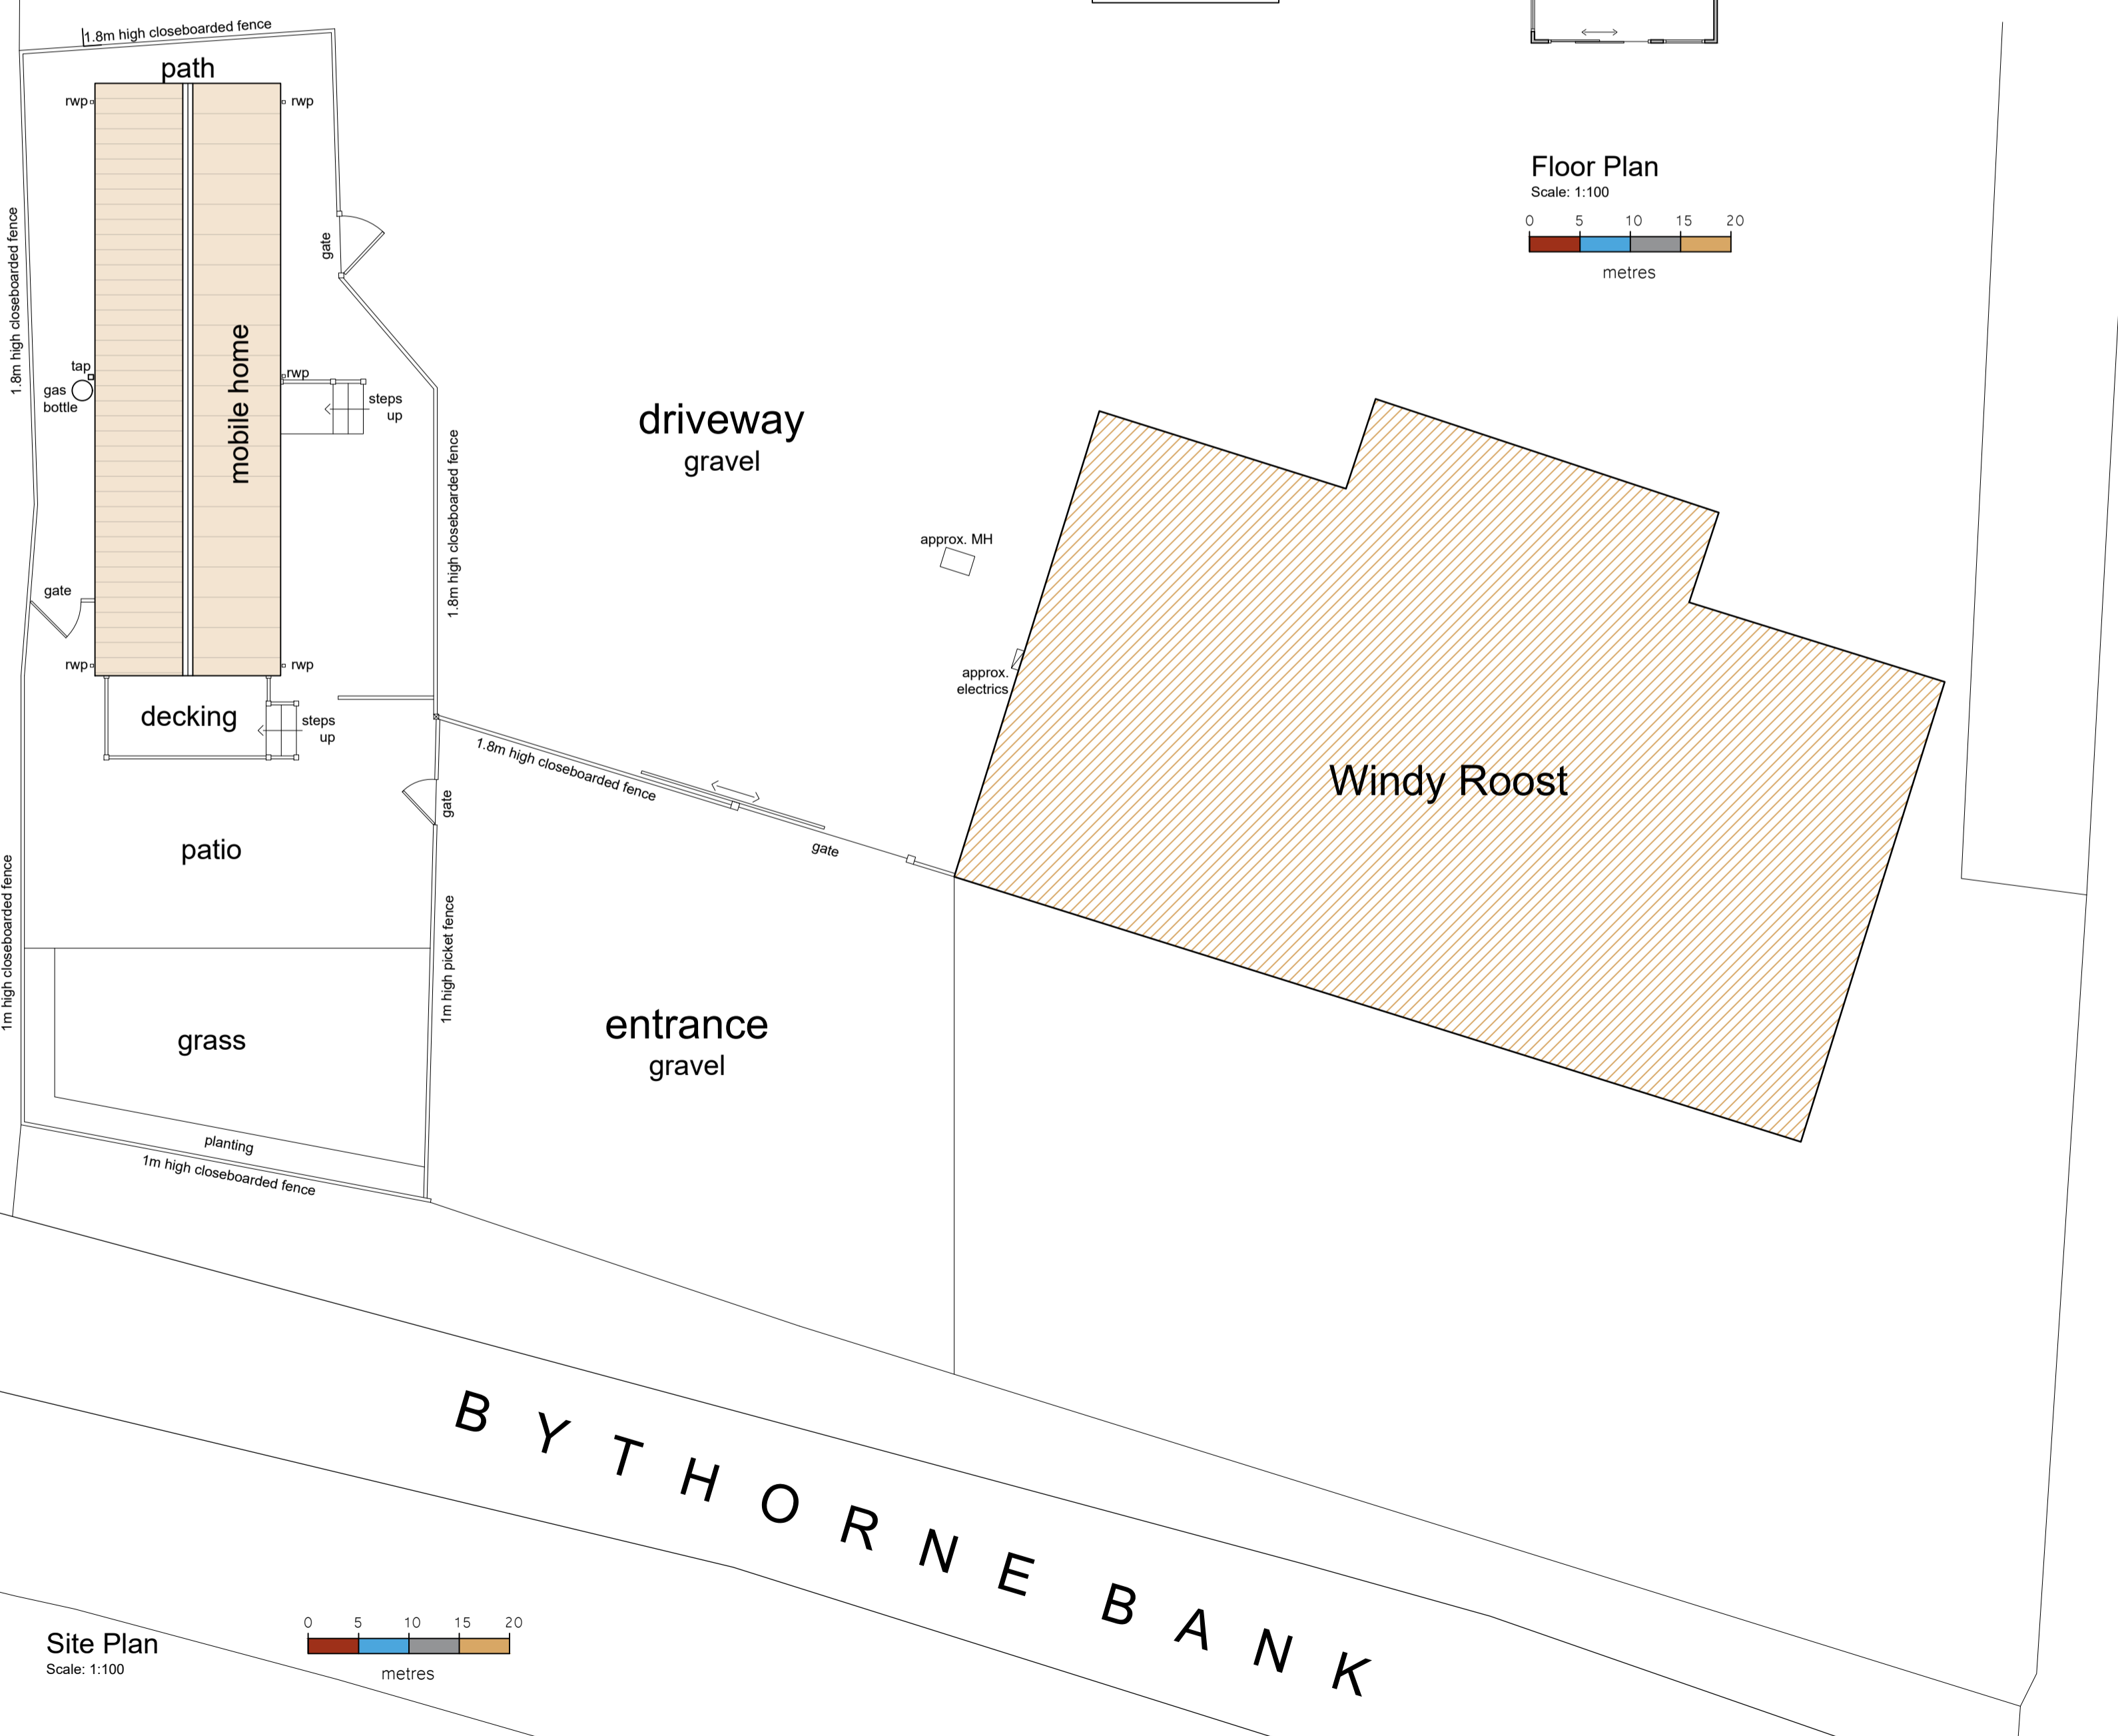 1.8m high closeboarded fence
path
rwp
rwp
gate
1.8m high closeboarded fence
mobile home
tap
gas
bottle
rwp
steps
up
1.8m high closeboarded fence
gate
rwp
rwp
decking
steps
up
patio
gate
1m high closeboarded fence
1m high picket fence
grass
planting
1m high closeboarded fence
driveway
gravel
approx. MH
approx.
electrics
1.8m high closeboarded fence
gate
entrance
gravel
Windy Roost
Floor Plan
Scale: 1:100
0 5 10 15 20
metres
BYTHORNE BANK
Site Plan
Scale: 1:100
0 5 10 15 20
metres